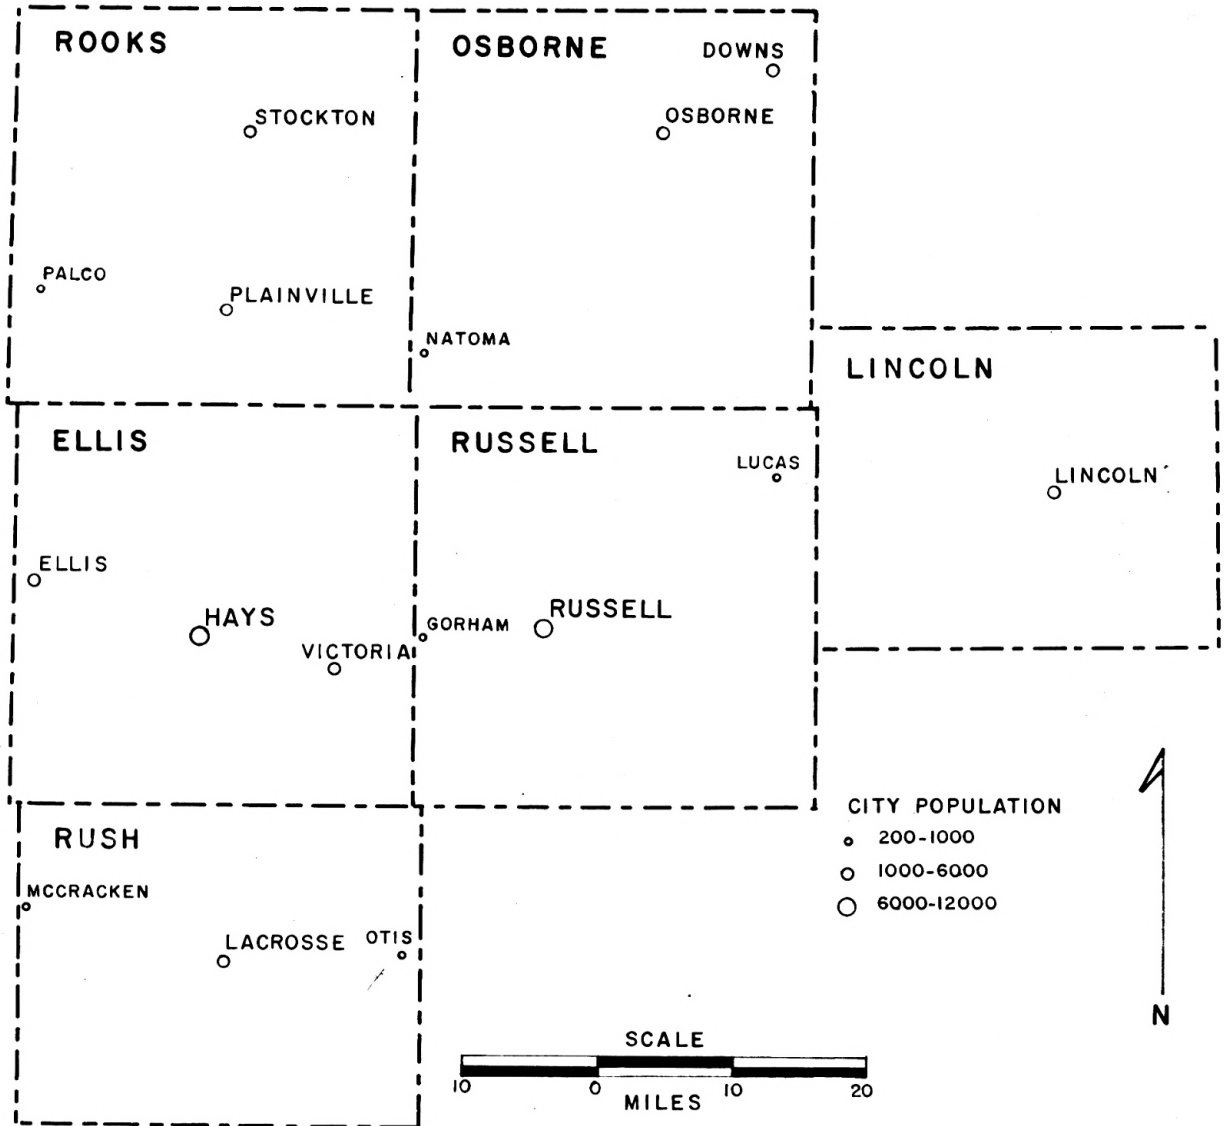 ROOKS
STOCKTON
PALCO
PLAINVILLE
OSBORNE
DOWNS
OSBORNE
NATOMA
LINCOLN
LINCOLN
ELLIS
ELLIS
HAYS
VICTORIA
RUSSELL
LUCAS
GORHAM
RUSSELL
RUSH
MCCRACKEN
LACROSSE
OTIS
CITY POPULATION
200-1000
1000-6000
6000-12000
N
SCALE
10 0 10 20
MILES